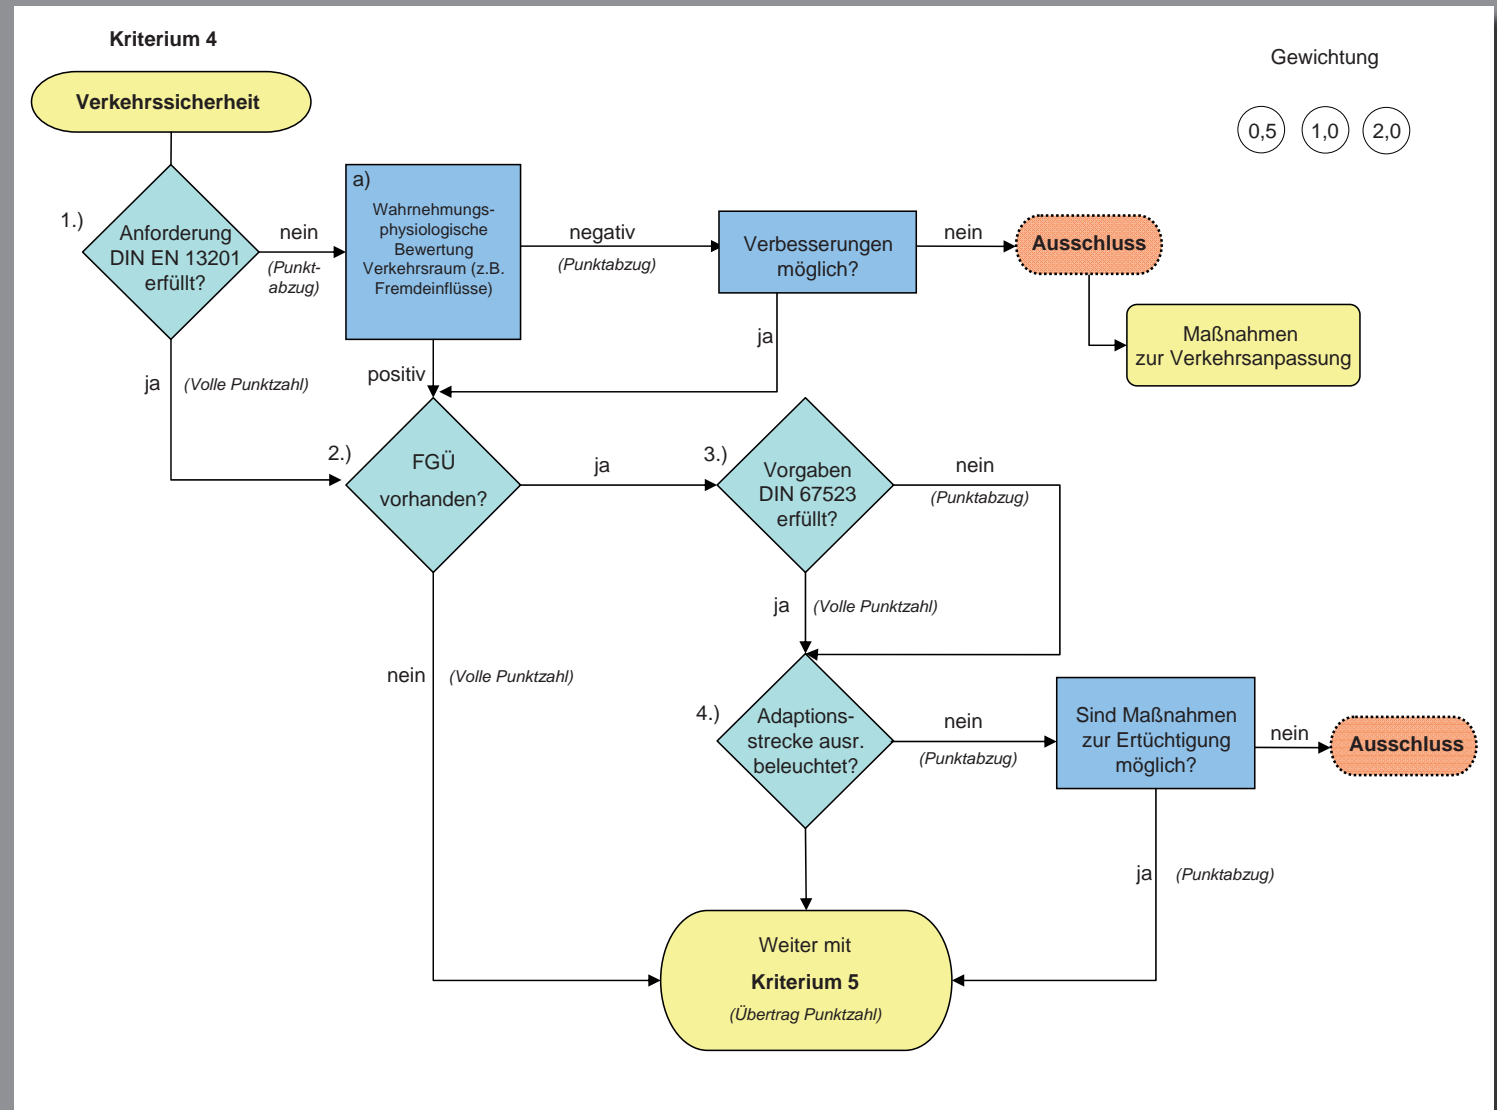 Kriterium 4
Gewichtung
Verkehrssicherheit
0,5 1,0 2,0
1.)
Anforderung
DIN EN 13201
erfüllt?
nein
(Punkt-
abzug)
a)
Wahrnehmungs-
physiologische
Bewertung
Verkehrsraum (z.B.
Fremdeinflüsse)
negativ
(Punktabzug)
Verbesserungen
möglich?
nein
Ausschluss
Maßnahmen
zur Verkehrsanpassung
ja
positiv
ja
(Volle Punktzahl)
2.)
FGÜ
vorhanden?
ja
3.)
Vorgaben
DIN 67523
erfüllt?
nein
(Punktabzug)
ja
(Volle Punktzahl)
nein
(Volle Punktzahl)
4.)
Adaptions-
strecke ausr.
beleuchtet?
nein
(Punktabzug)
Sind Maßnahmen
zur Ertüchtigung
möglich?
nein
Ausschluss
ja
(Punktabzug)
Weiter mit
Kriterium 5
(Übertrag Punktzahl)